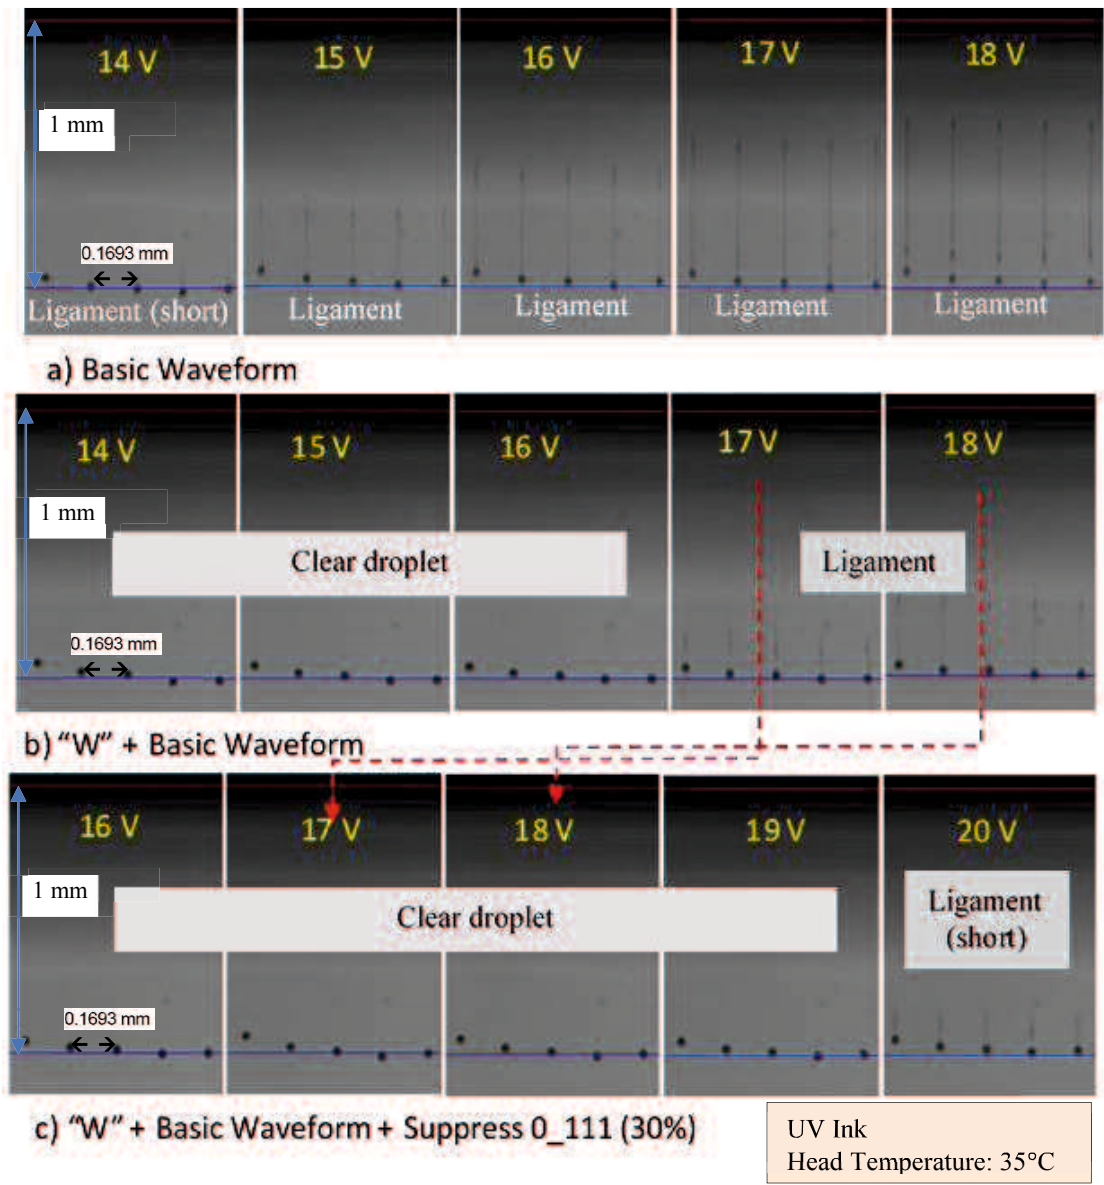 14 V
15 V
16 V
17 V
18 V
1 mm
0.1693 mm
Ligament (short)
Ligament
Ligament
Ligament
Ligament
a) Basic Waveform
14 V
15 V
16 V
17 V
18 V
1 mm
Clear droplet
Ligament
0.1693 mm
b) “W” + Basic Waveform
16 V
17 V
18 V
19 V
20 V
1 mm
Clear droplet
Ligament
(short)
0.1693 mm
c) “W” + Basic Waveform + Suppress 0_111 (30%)
UV Ink
Head Temperature: 35°C